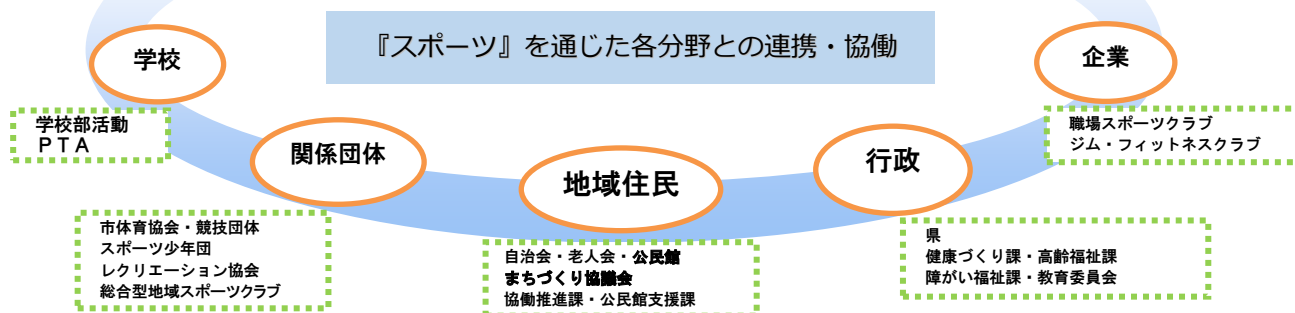 『スポーツ』を通じた各分野との連携・協働
学校
学校部活動
PTA
関係団体
市体育協会・競技団体
スポーツ少年団
レクリエーション協会
総合型地域スポーツクラブ
地域住民
自治会・老人会・公民館
まちづくり協議会
協働推進課・公民館支援課
行政
県
健康づくり課・高齢福祉課
障がい福祉課・教育委員会
企業
職場スポーツクラブ
ジム・フィットネスクラブ